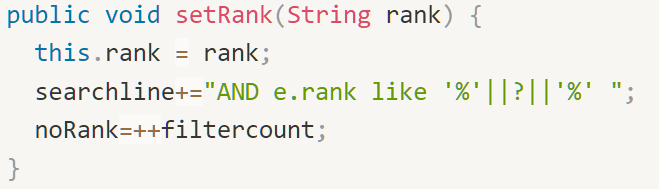 public void setRank(String rank) {
  this.rank = rank;
  searchline+="AND e.rank like '%'||?||'%' ";
  noRank=++filtercount;
}